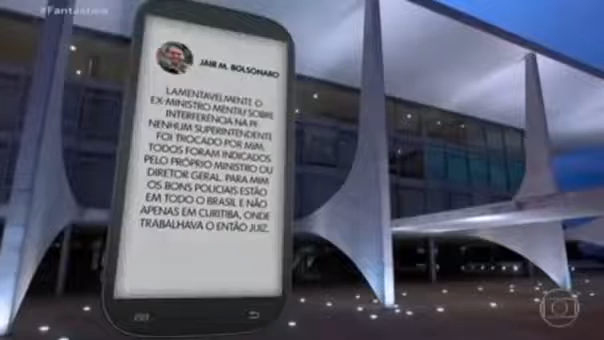 #Fantástico
JAIR M. BOLSONARO
LAMENTAVELMENTE O
EX-MINISTRO MENTIU SOBRE
INTERFERÊNCIA NA PF.
NENHUM SUPERINTENDENTE
FOI TROCADO POR MIM.
TODOS FORAM INDICADOS
PELO PRÓPRIO MINISTRO OU
DIRETOR GERAL. PARA MIM
OS BONS POLICIAIS ESTÃO
EM TODO O BRASIL E NÃO
APENAS EM CURITIBA, ONDE
TRABALHAVA O ENTÃO JUIZ.